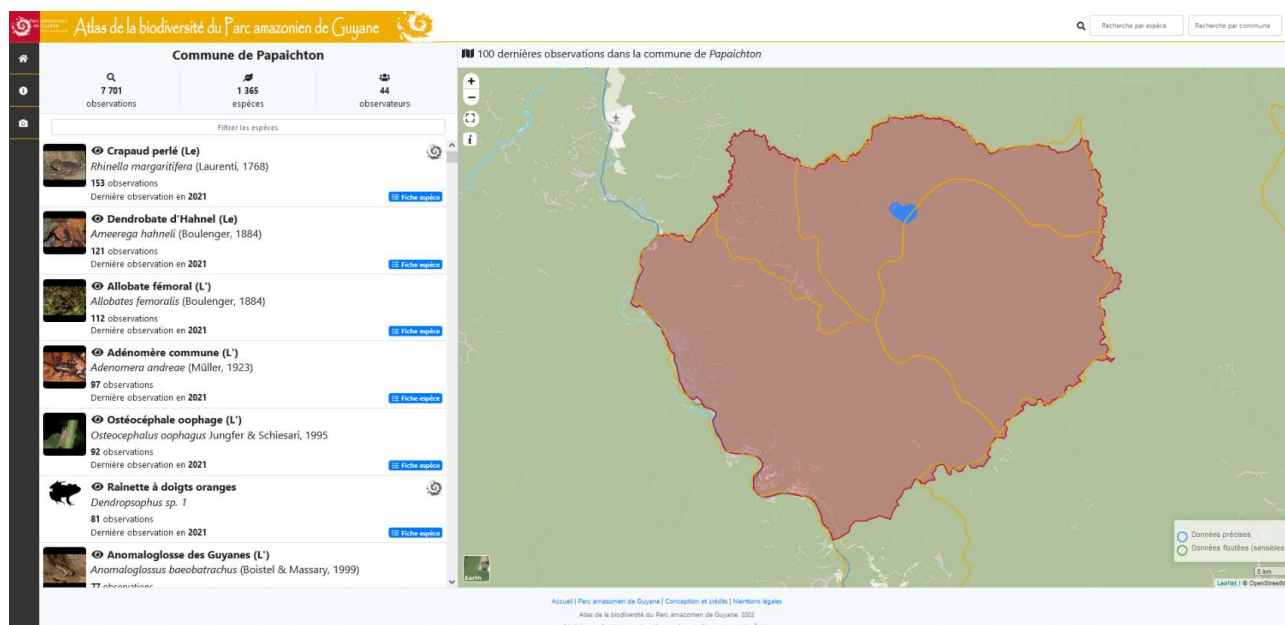 Atlas de la biodiversité du Parc amazonien de Guyane
Recherche par espèce
Recherche par commune
Commune de Papaichton
7 701
observations
1 365
espèces
44
observateurs
Filtrer les espèces
Crapaud perlé (Le)
Rhinella margaritifera (Laurenti, 1768)
153 observations
Dernière observation en 2021
Fiche espèce
Dendrobate d'Hahnel (Le)
Ameerega hahneli (Boulenger, 1884)
121 observations
Dernière observation en 2021
Fiche espèce
Allobate fémoral (L')
Allobates femoralis (Boulenger, 1884)
112 observations
Dernière observation en 2021
Fiche espèce
Adénomère commune (L')
Adenomera andreae (Müller, 1923)
97 observations
Dernière observation en 2021
Fiche espèce
Ostéocéphale oophage (L')
Osteocephalus oophagus Jungfer & Schiesari, 1995
92 observations
Dernière observation en 2021
Fiche espèce
Rainette à doigts oranges
Dendropsophus sp. 1
81 observations
Dernière observation en 2021
Fiche espèce
Anomaloglosse des Guyanes (L')
Anomaloglossus baeobatrachus (Boistel & Massary, 1999)
77 observations
100 dernières observations dans la commune de Papaichton
+
−
i
Earth
Données précises
Données floutées (sensibles
5 km
Leaflet | © OpenStreetM
Accueil | Parc amazonien de Guyane | Conception et crédits | Mentions légales
Atlas de la biodiversité du Parc amazonien de Guyane, 2022